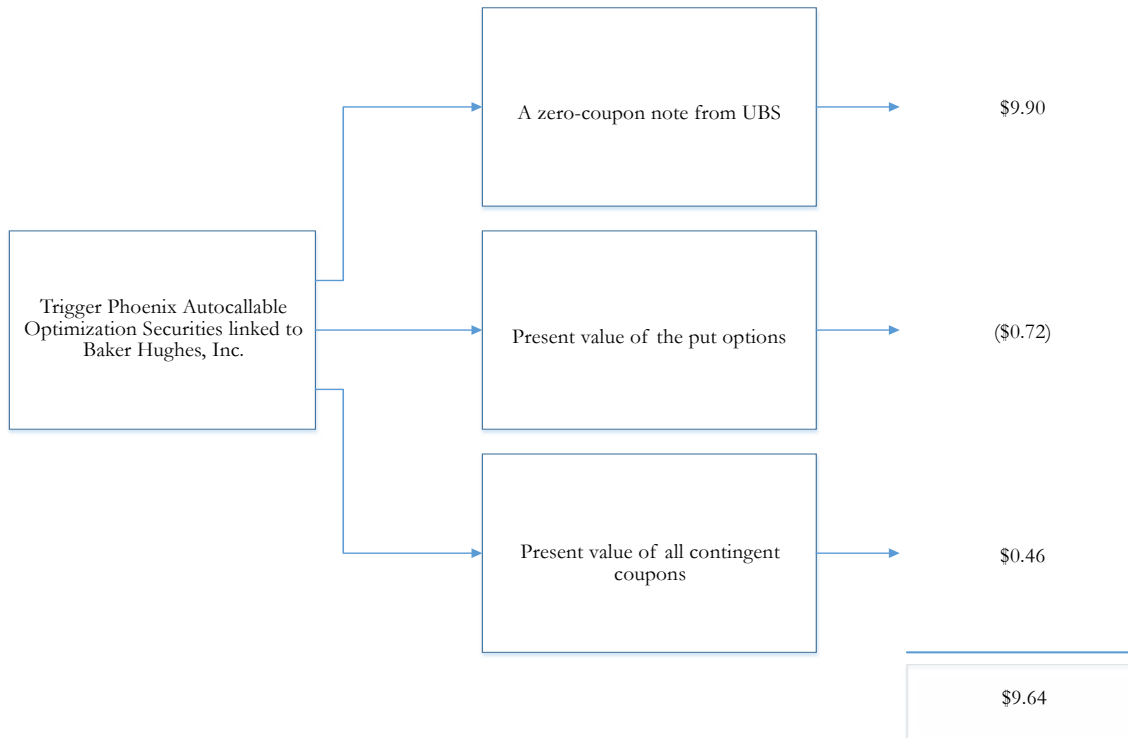 A zero-coupon note from UBS
$9.90
Trigger Phoenix Autocallable
Optimization Securities linked to
Baker Hughes, Inc.
Present value of the put options
($0.72)
Present value of all contingent
coupons
$0.46
$9.64